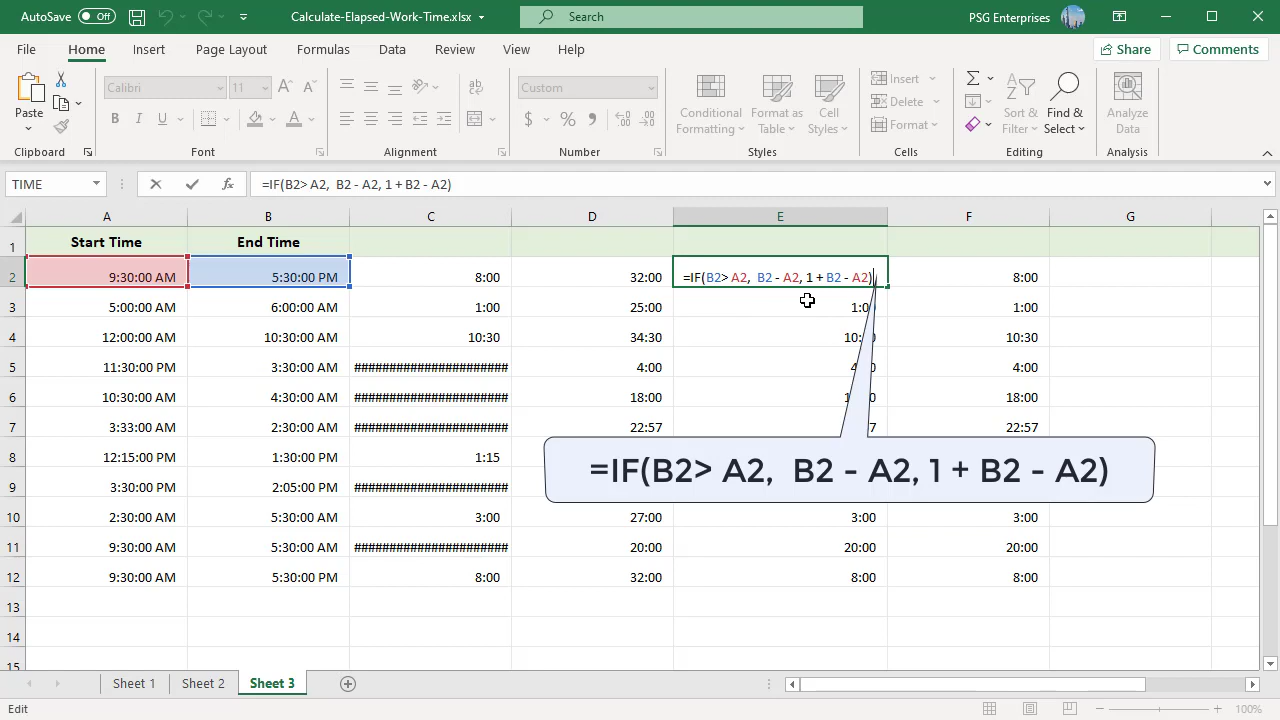 AutoSave Off Calculate-Elapsed-Work-Time.xlsx Search PSG Enterprises
File Home Insert Page Layout Formulas Data Review View Help Share Comments
Paste Calibri 11 Custom Conditional Formatting Format as Table Cell Styles Insert Delete Format Sort & Filter Find & Select Analyze Data
Clipboard Font Alignment Number Styles Cells Editing Analysis
TIME =IF(B2> A2,  B2 - A2, 1 + B2 - A2)
A B C D E F G
1 Start Time End Time
2 9:30:00 AM 5:30:00 PM 8:00 32:00 =IF(B2> A2,  B2 - A2, 1 + B2 - A2) 8:00
3 5:00:00 AM 6:00:00 AM 1:00 25:00 1:00 1:00
4 12:00:00 AM 10:30:00 AM 10:30 34:30 10:30
5 11:30:00 PM 3:30:00 AM ###################### 4:00 4:00
6 10:30:00 AM 4:30:00 AM ###################### 18:00 18:00
7 3:33:00 AM 2:30:00 AM ###################### 22:57 22:57
8 12:15:00 PM 1:30:00 PM 1:15
=IF(B2> A2,  B2 - A2, 1 + B2 - A2)
9 3:30:00 PM 2:05:00 PM ######################
10 2:30:00 AM 5:30:00 AM 3:00 27:00 3:00 3:00
11 9:30:00 AM 5:30:00 AM ###################### 20:00 20:00 20:00
12 9:30:00 AM 5:30:00 PM 8:00 32:00 8:00 8:00
13
14
15
Sheet 1 Sheet 2 Sheet 3
Edit 100%